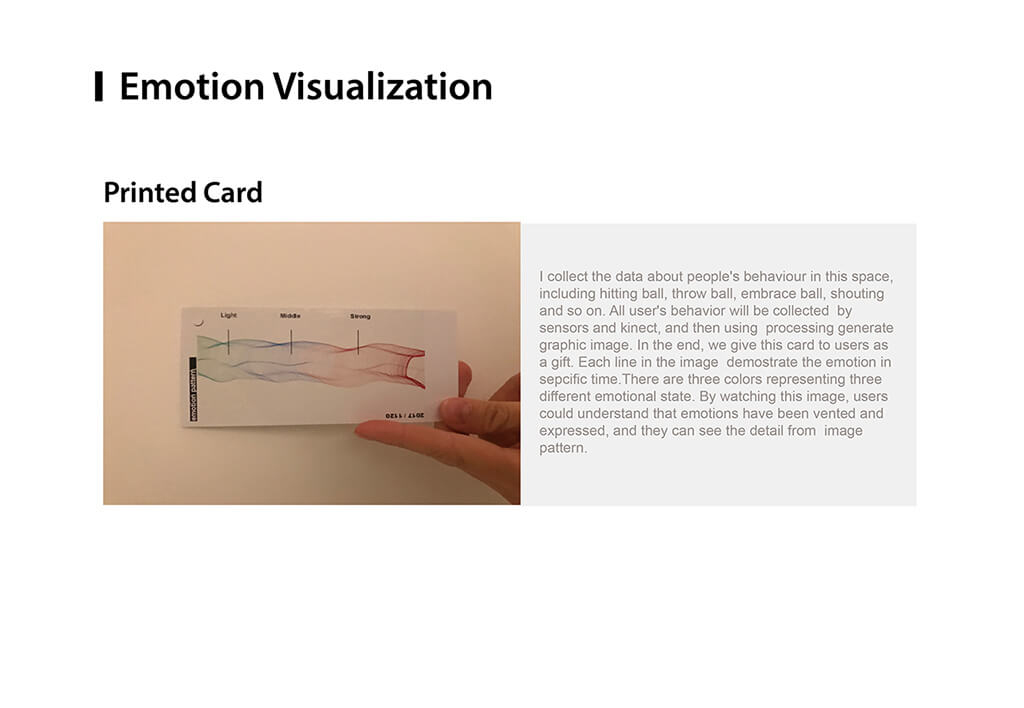 Emotion Visualization
Printed Card
Light Middle Strong
emotion pattern
2017 / 1120
I collect the data about people's behaviour in this space,
including hitting ball, throw ball, embrace ball, shouting
and so on. All user's behavior will be collected  by
sensors and kinect, and then using  processing generate
graphic image. In the end, we give this card to users as
a gift. Each line in the image  demostrate the emotion in
sepcific time.There are three colors representing three
different emotional state. By watching this image, users
could understand that emotions have been vented and
expressed, and they can see the detail from  image
pattern.